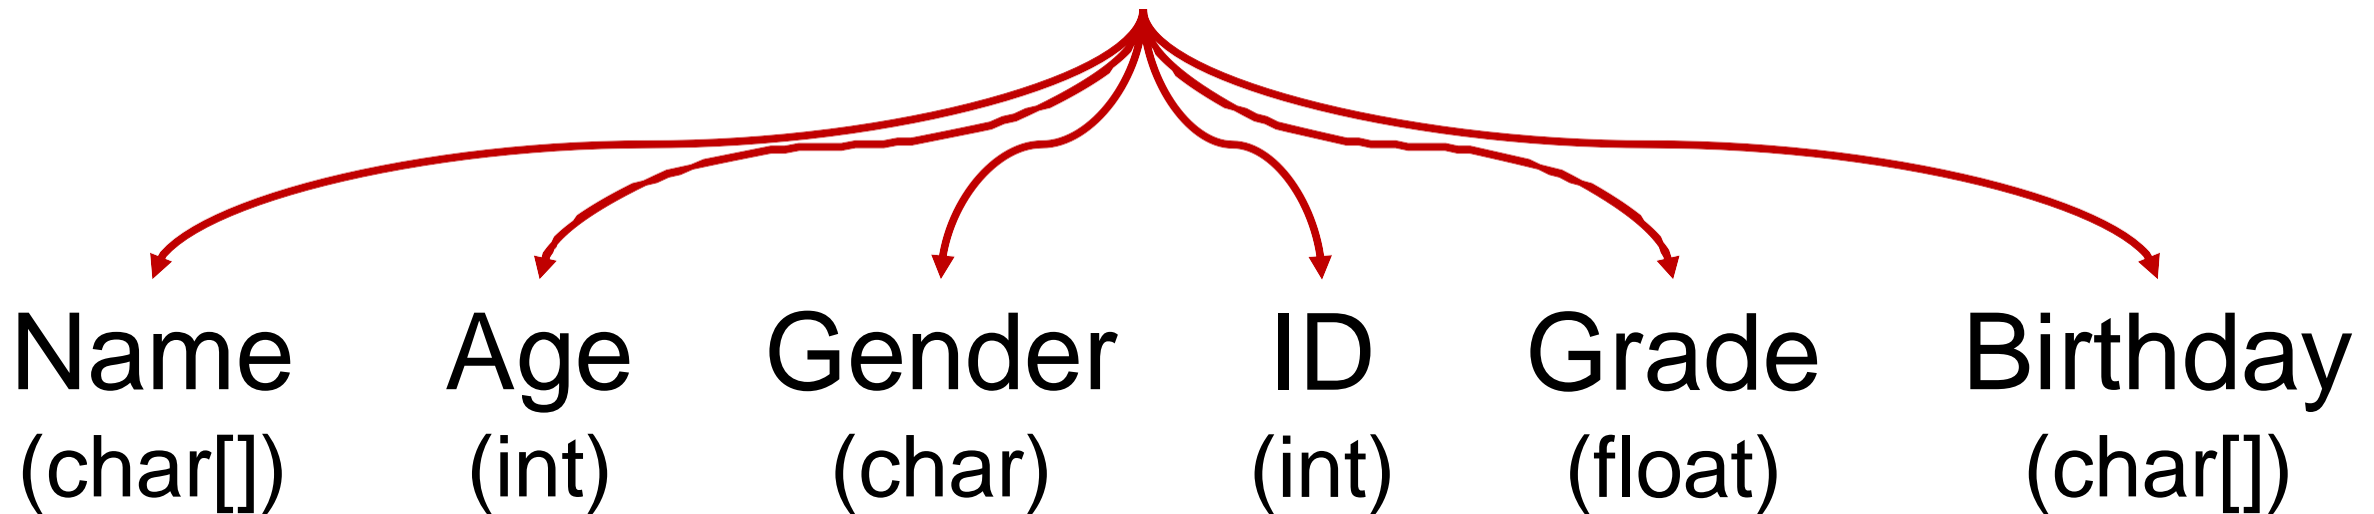 Name Age Gender ID Grade Birthday
(char[]) (int) (char) (int) (float) (char[])